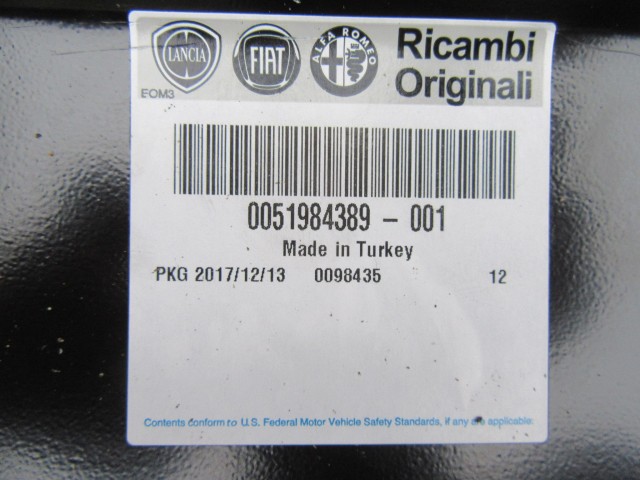 LANCIA FIAT ALFA ROMEO Ricambi
EOM3 Originali
0051984389 - 001
Made in Turkey
PKG 2017/12/13 0098435 12
Contents conform to U.S. Federal Motor Vehicle Safety Standards, if any are applicable.